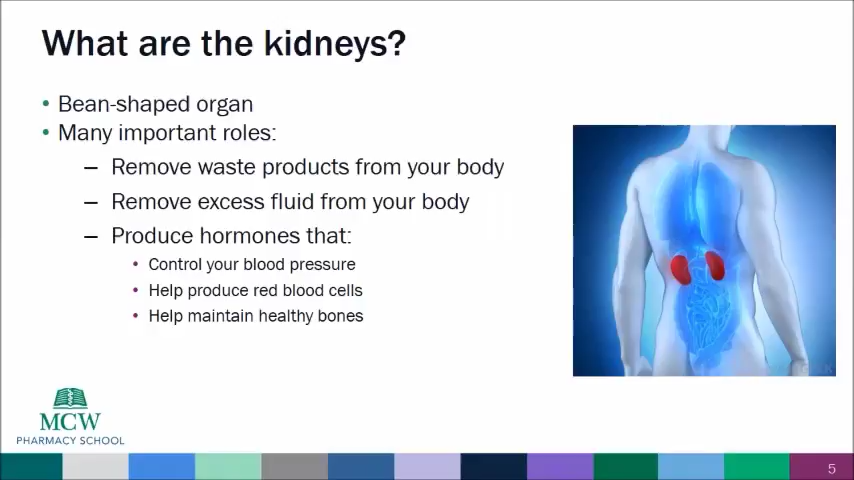 What are the kidneys?
• Bean-shaped organ
• Many important roles:
– Remove waste products from your body
– Remove excess fluid from your body
– Produce hormones that:
• Control your blood pressure
• Help produce red blood cells
• Help maintain healthy bones
MCW
PHARMACY SCHOOL
5